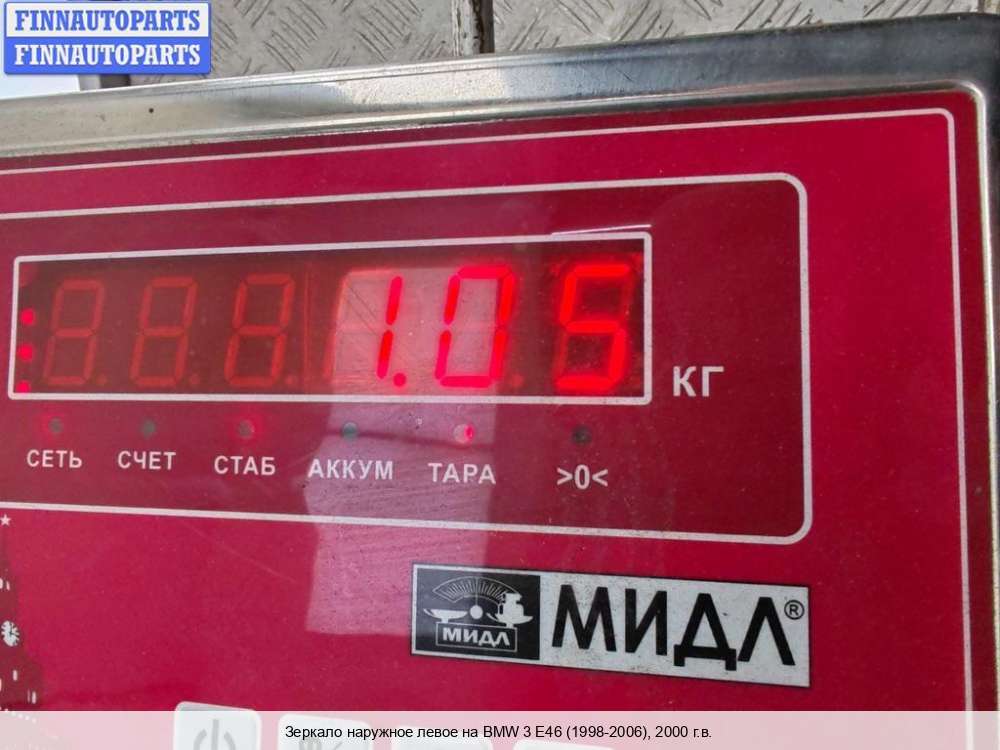 FINNAUTOPARTS
FINNAUTOPARTS
1.05
КГ
СЕТЬ СЧЕТ СТАБ АККУМ ТАРА >0<
МИДЛ МИДЛ®
Зеркало наружное левое на BMW 3 E46 (1998-2006), 2000 г.в.